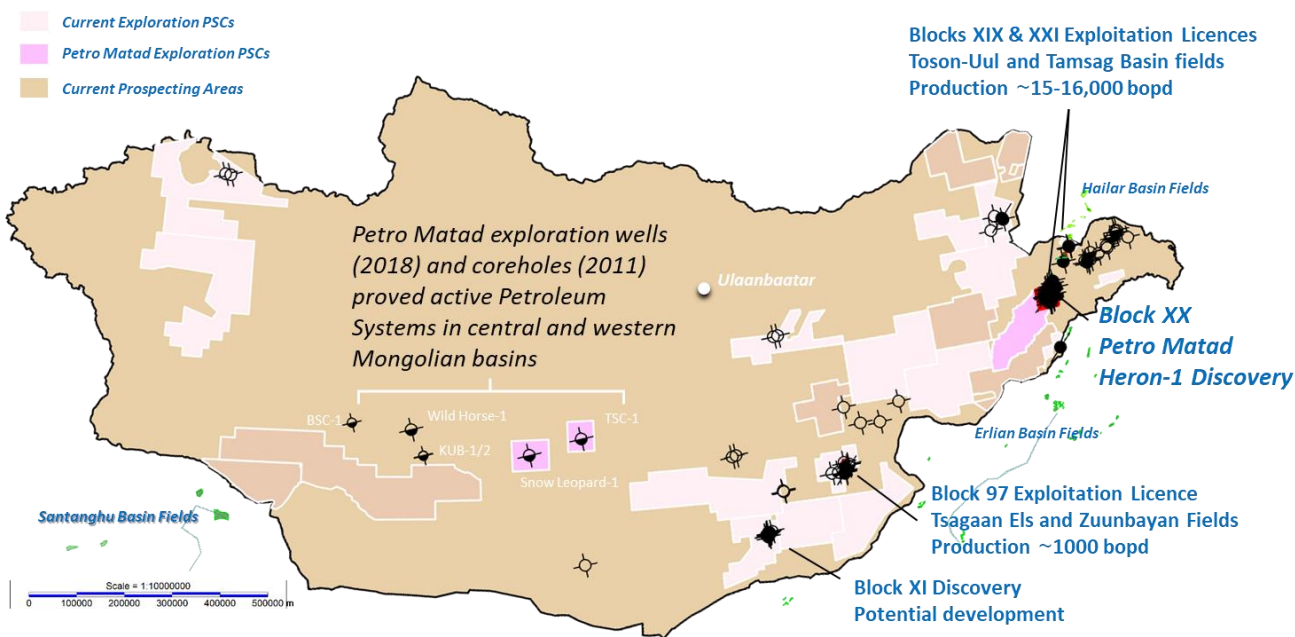 Current Exploration PSCs
Petro Matad Exploration PSCs
Current Prospecting Areas
Blocks XIX & XXI Exploitation Licences
Toson-Uul and Tamsag Basin fields
Production ~15-16,000 bopd
Hailar Basin Fields
Petro Matad exploration wells
(2018) and coreholes (2011)
proved active Petroleum
Systems in central and western
Mongolian basins
Ulaanbaatar
Block XX
Petro Matad
Heron-1 Discovery
BSC-1
Wild Horse-1
TSC-1
KUB-1/2
Snow Leopard-1
Erlian Basin Fields
Santanghu Basin Fields
Block 97 Exploitation Licence
Tsagaan Els and Zuunbayan Fields
Production ~1000 bopd
Block XI Discovery
Potential development
Scale = 1:10000000
0 100000 200000 300000 400000 500000 m